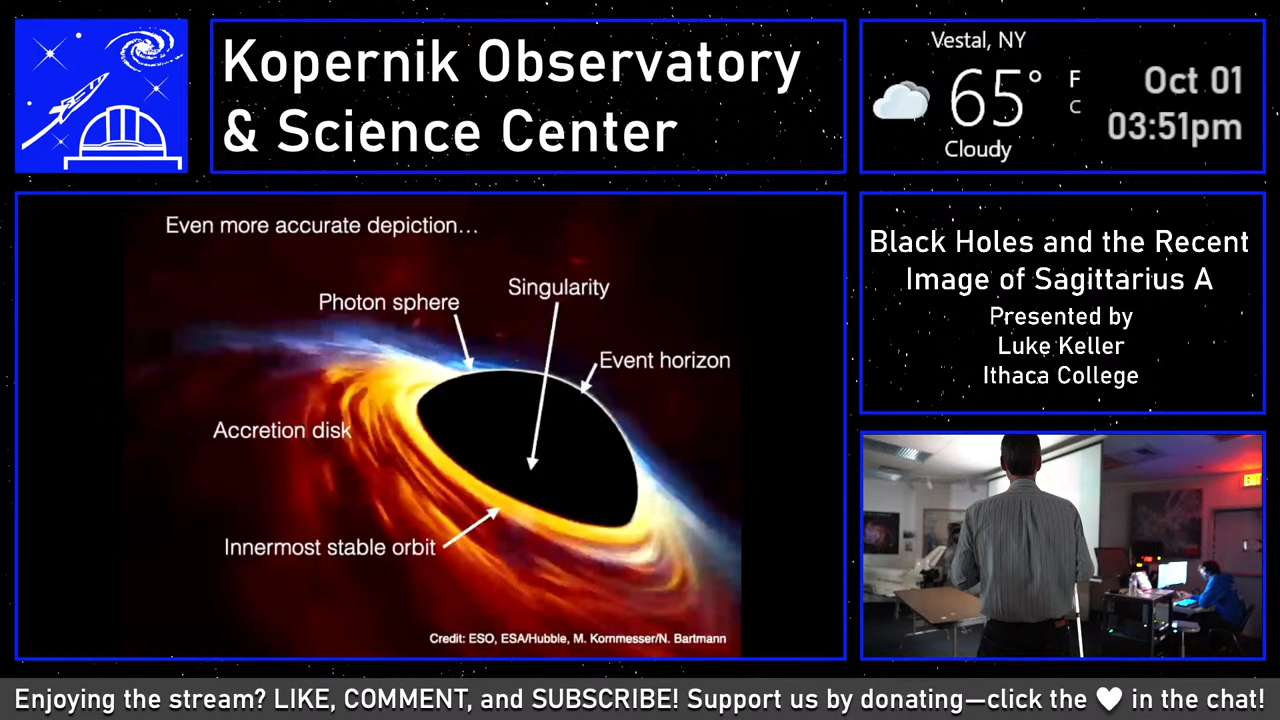 Kopernik Observatory
& Science Center
Vestal, NY
65°
F
C
Cloudy
Oct 01
03:51pm
Even more accurate depiction...
Singularity
Photon sphere
Event horizon
Accretion disk
Innermost stable orbit
Credit: ESO, ESA/Hubble, M. Kornmesser/N. Bartmann
Black Holes and the Recent
Image of Sagittarius A
Presented by
Luke Keller
Ithaca College
Enjoying the stream? LIKE, COMMENT, and SUBSCRIBE! Support us by donating—click the ♥ in the chat!